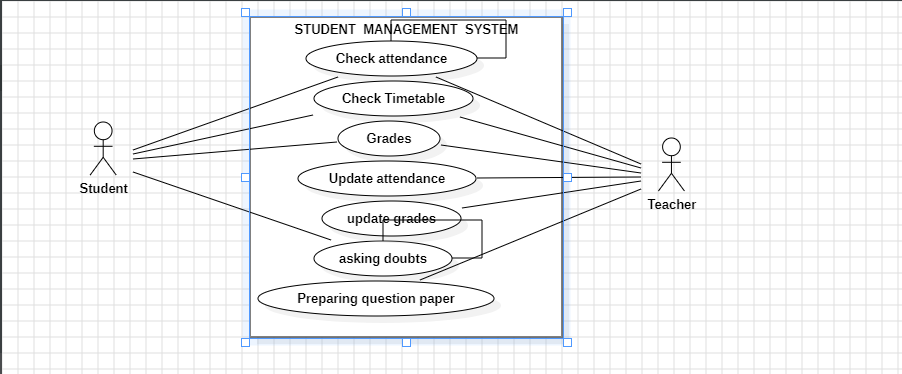 STUDENT MANAGEMENT SYSTEM
Check attendance
Check Timetable
Grades
Update attendance
update grades
asking doubts
Preparing question paper
Student
Teacher